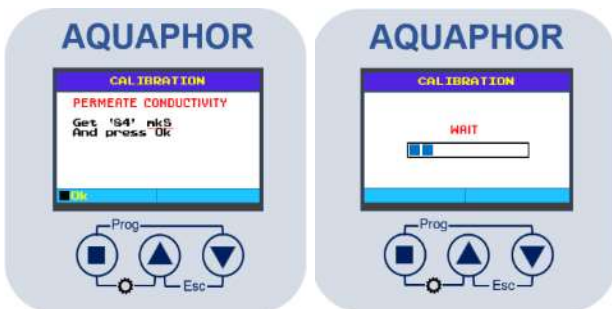 AQUAPHOR
CALIBRATION
PERMEATE CONDUCTIVITY
Get '84' mkS
And press Ok
Ok
Prog
Esc
AQUAPHOR
CALIBRATION
WAIT
Prog
Esc